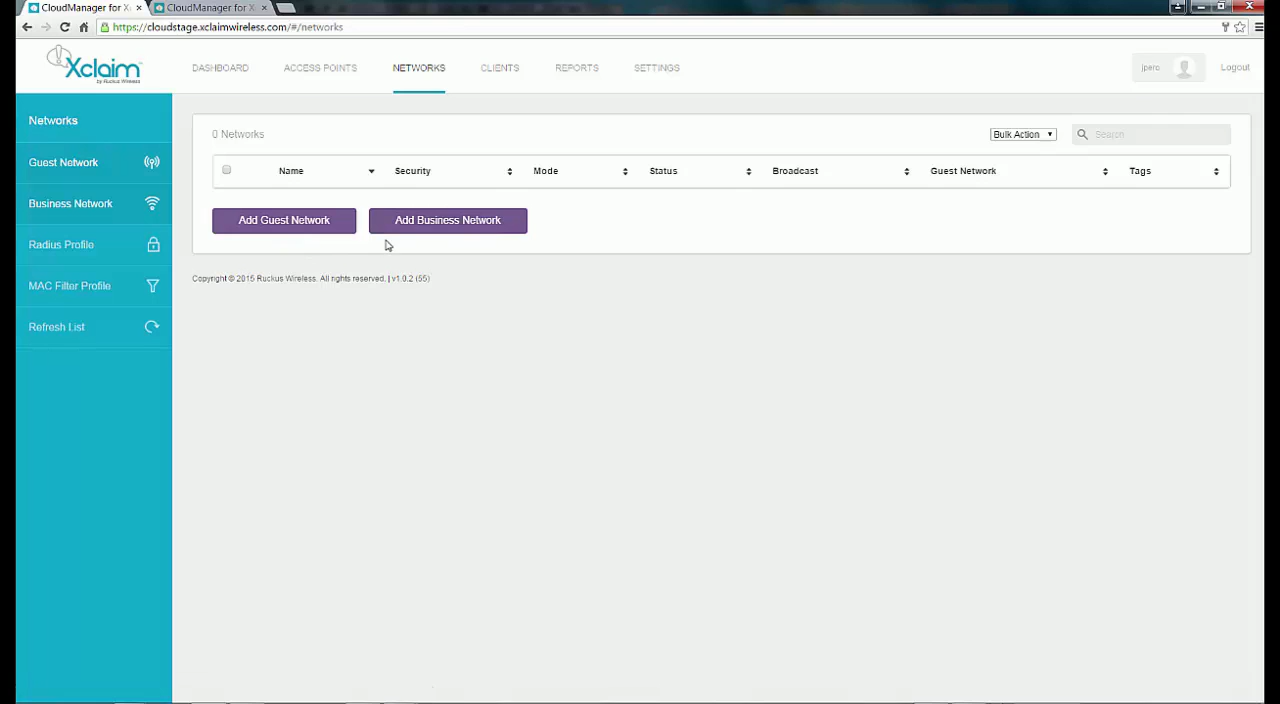 CloudManager for X
CloudManager for X
https://cloudstage.xclaimwireless.com/#/networks
Xclaim
by Ruckus Wireless
DASHBOARD
ACCESS POINTS
NETWORKS
CLIENTS
REPORTS
SETTINGS
jpero
Logout
Networks
Guest Network
Business Network
Radius Profile
MAC Filter Profile
Refresh List
0 Networks
Bulk Action
Search
Name
Security
Mode
Status
Broadcast
Guest Network
Tags
Add Guest Network
Add Business Network
Copyright © 2015 Ruckus Wireless. All rights reserved. | v1.0.2 (55)